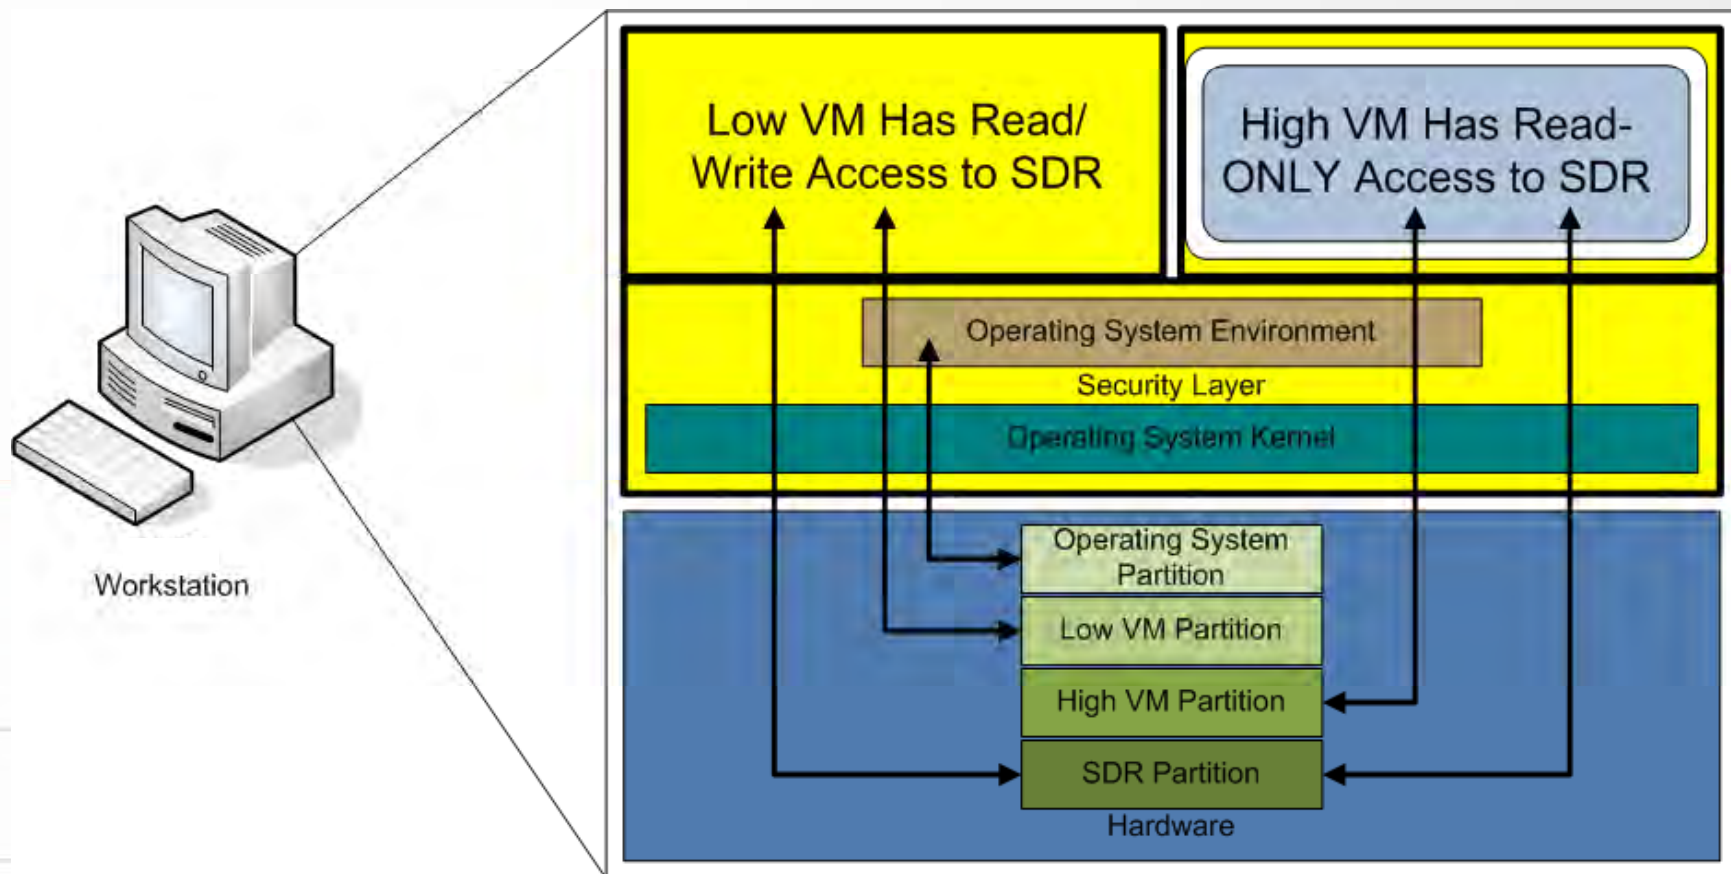 Low VM Has Read/
Write Access to SDR
High VM Has Read-
ONLY Access to SDR
Operating System Environment
Security Layer
Operating System Kernel
Operating System
Partition
Low VM Partition
High VM Partition
SDR Partition
Hardware
Workstation